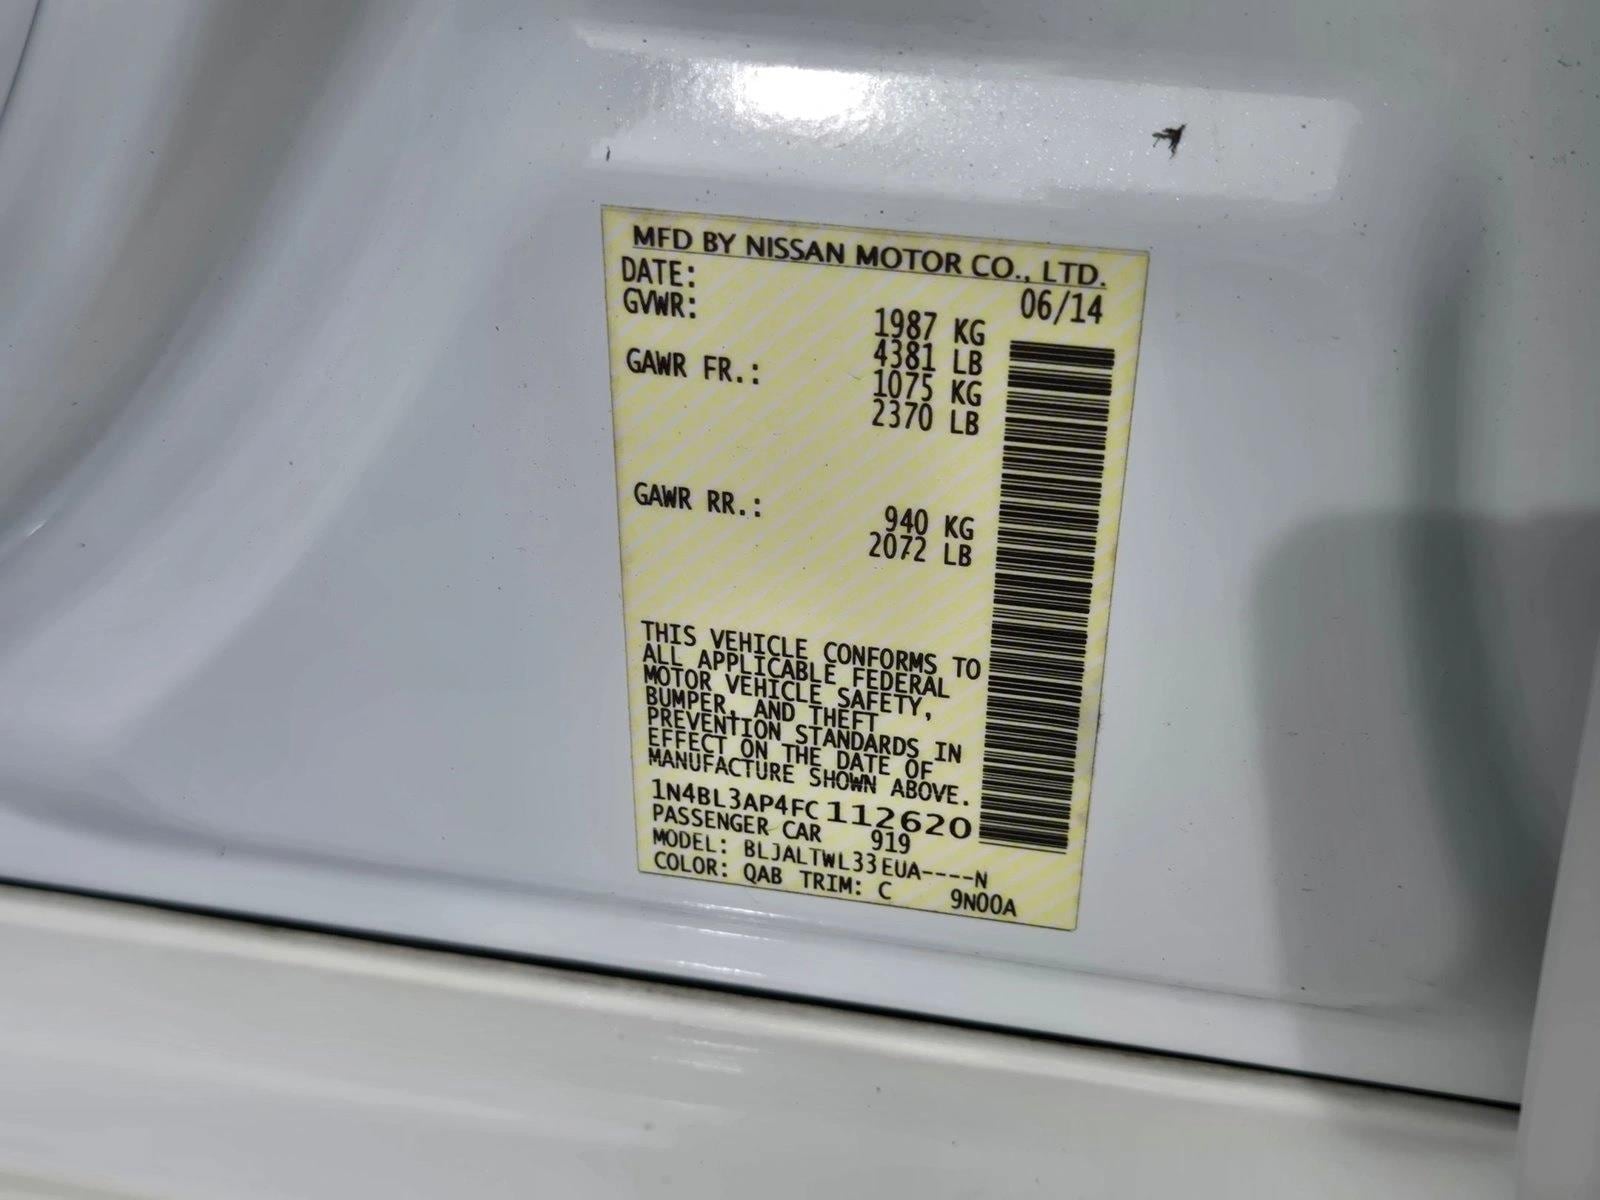 MFD BY NISSAN MOTOR CO., LTD.
DATE: 06/14
GVWR: 1987 KG
4381 LB
GAWR FR.: 1075 KG
2370 LB
GAWR RR.: 940 KG
2072 LB
THIS VEHICLE CONFORMS TO
ALL APPLICABLE FEDERAL
MOTOR VEHICLE SAFETY,
BUMPER, AND THEFT
PREVENTION STANDARDS IN
EFFECT ON THE DATE OF
MANUFACTURE SHOWN ABOVE.
1N4BL3AP4FC112620
PASSENGER CAR 919
MODEL: BLJALTWL33EUA----N
COLOR: QAB TRIM: C 9N00A